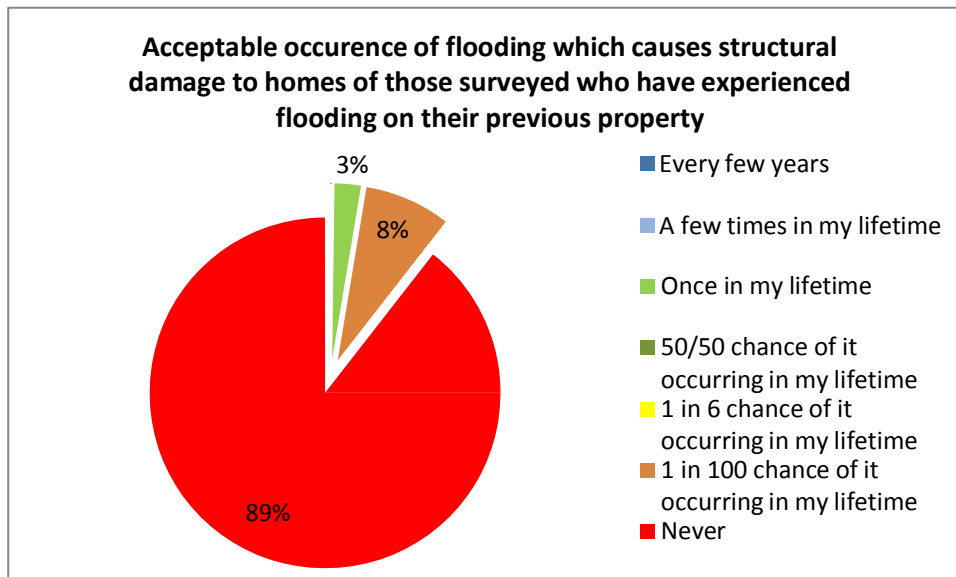 Acceptable occurence of flooding which causes structural
damage to homes of those surveyed who have experienced
flooding on their previous property
3%
8%
89%
Every few years
A few times in my lifetime
Once in my lifetime
50/50 chance of it
occurring in my lifetime
1 in 6 chance of it
occurring in my lifetime
1 in 100 chance of it
occurring in my lifetime
Never